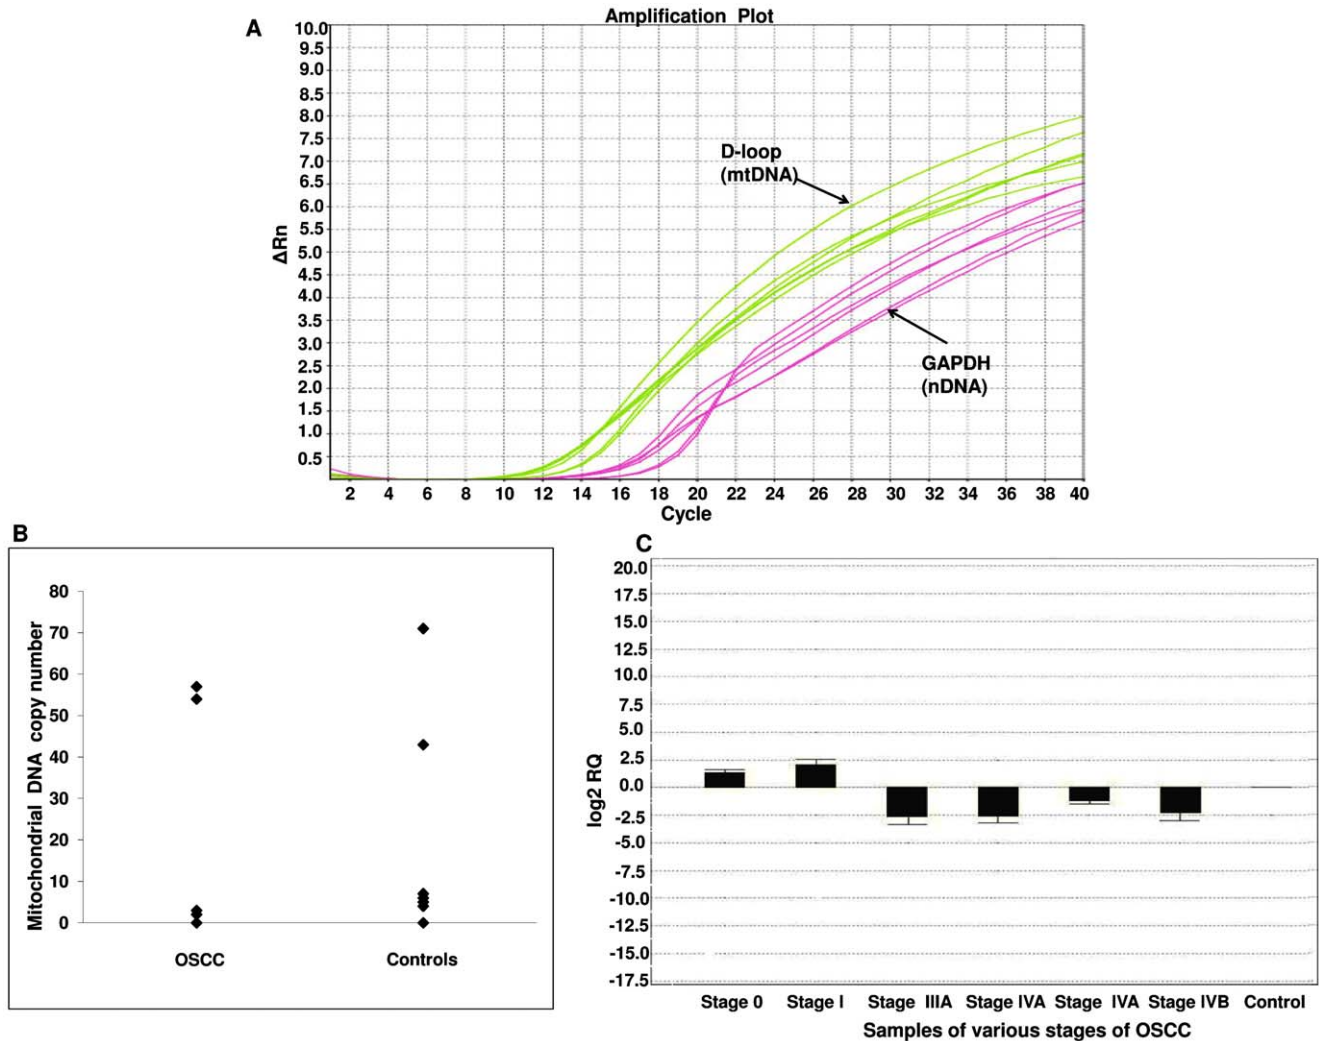 A
Amplification Plot
10.0
9.5
9.0
8.5
8.0
7.5
7.0
6.5
6.0
5.5
5.0
4.5
4.0
3.5
3.0
2.5
2.0
1.5
1.0
0.5
ΔRn
D-loop
(mtDNA)
GAPDH
(nDNA)
2 4 6 8 10 12 14 16 18 20 22 24 26 28 30 32 34 36 38 40
Cycle
B
80
70
60
50
40
30
20
10
0
Mitochondrial DNA copy number
OSCC Controls
C
20.0
17.5
15.0
12.5
10.0
7.5
5.0
2.5
0.0
-2.5
-5.0
-7.5
-10.0
-12.5
-15.0
-17.5
log2 RQ
Stage 0 Stage I Stage IIIA Stage IVA Stage IVA Stage IVB Control
Samples of various stages of OSCC